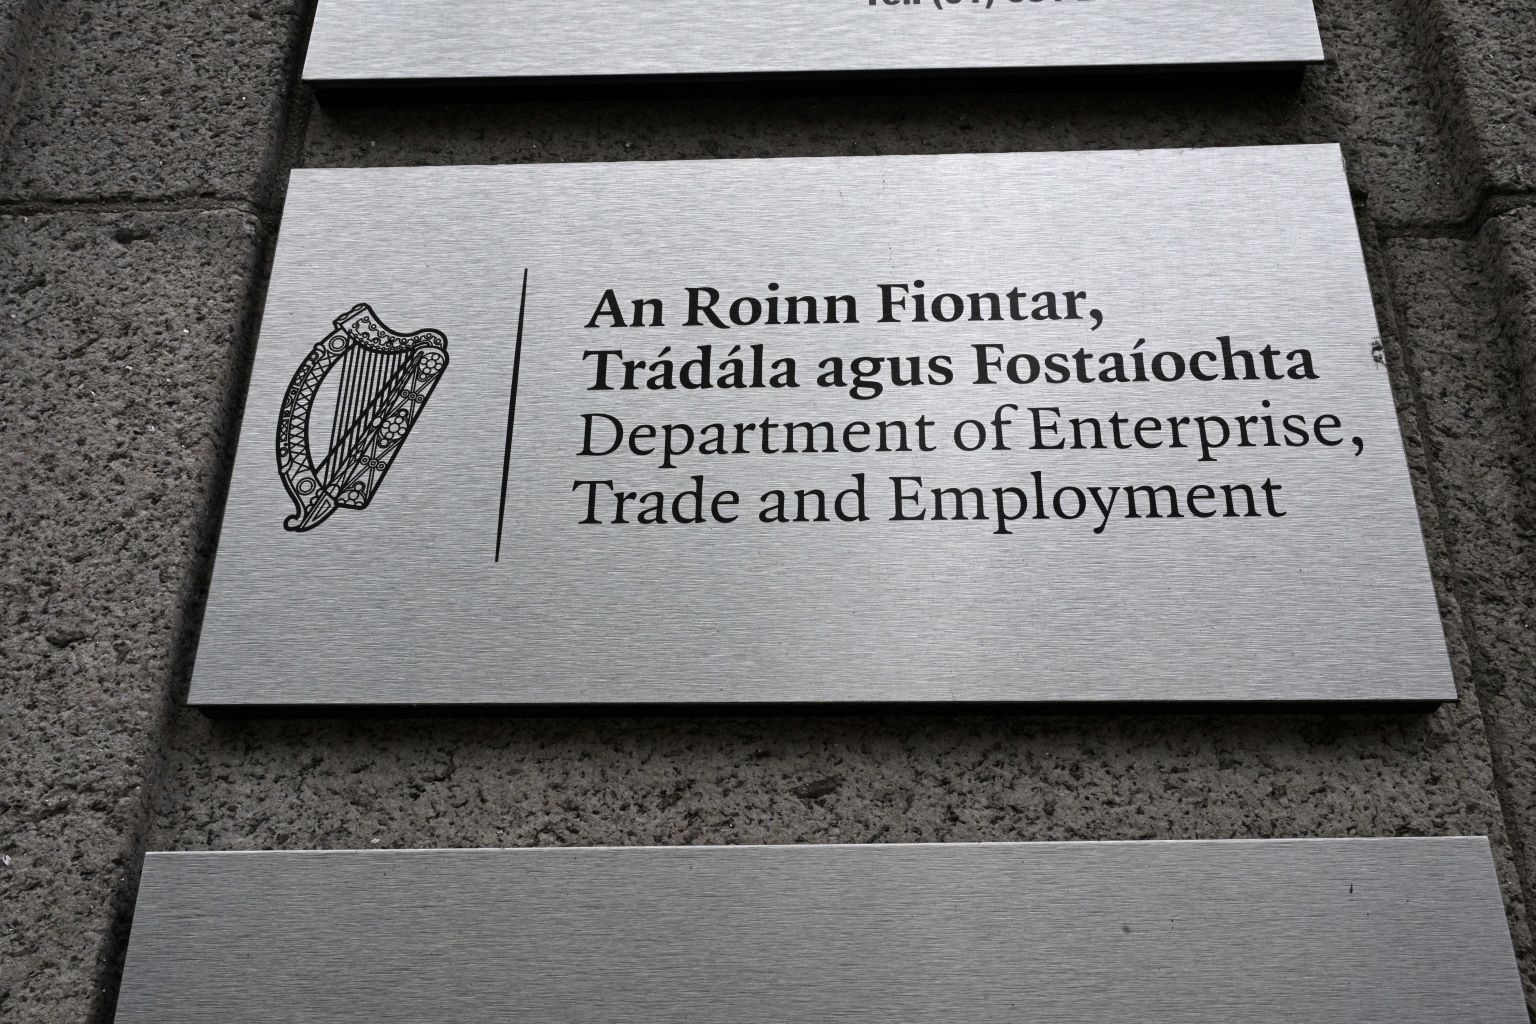 An Roinn Fiontar,
Trádála agus Fostaíochta
Department of Enterprise,
Trade and Employment